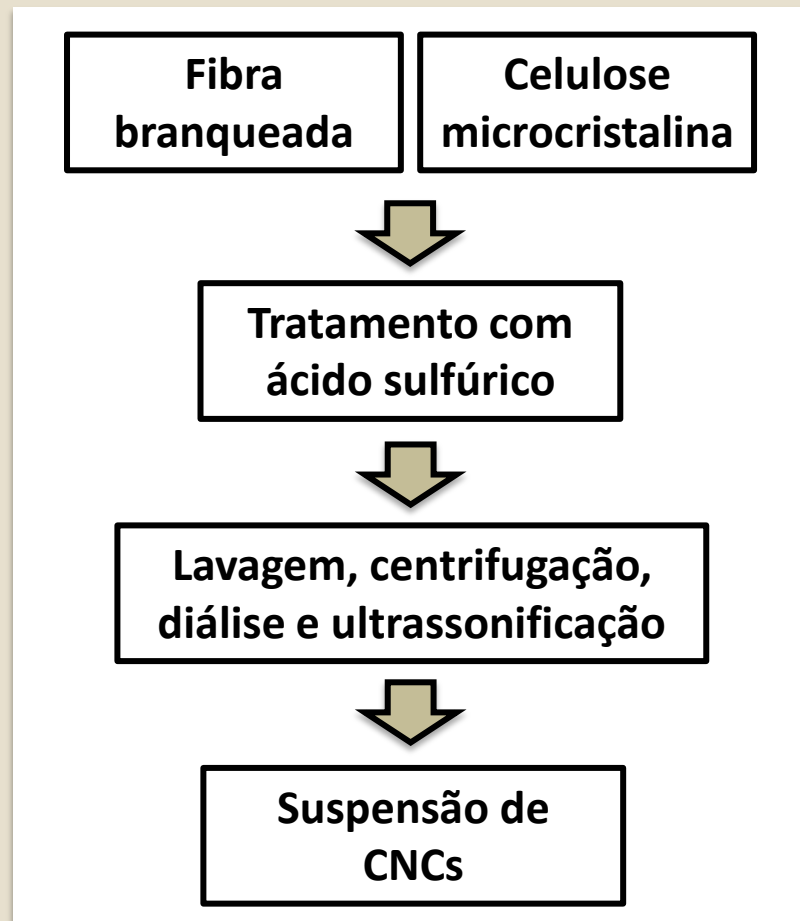 Fibra
branqueada
Celulose
microcristalina
Tratamento com
ácido sulfúrico
Lavagem, centrifugação,
diálise e ultrassonificação
Suspensão de
CNCs